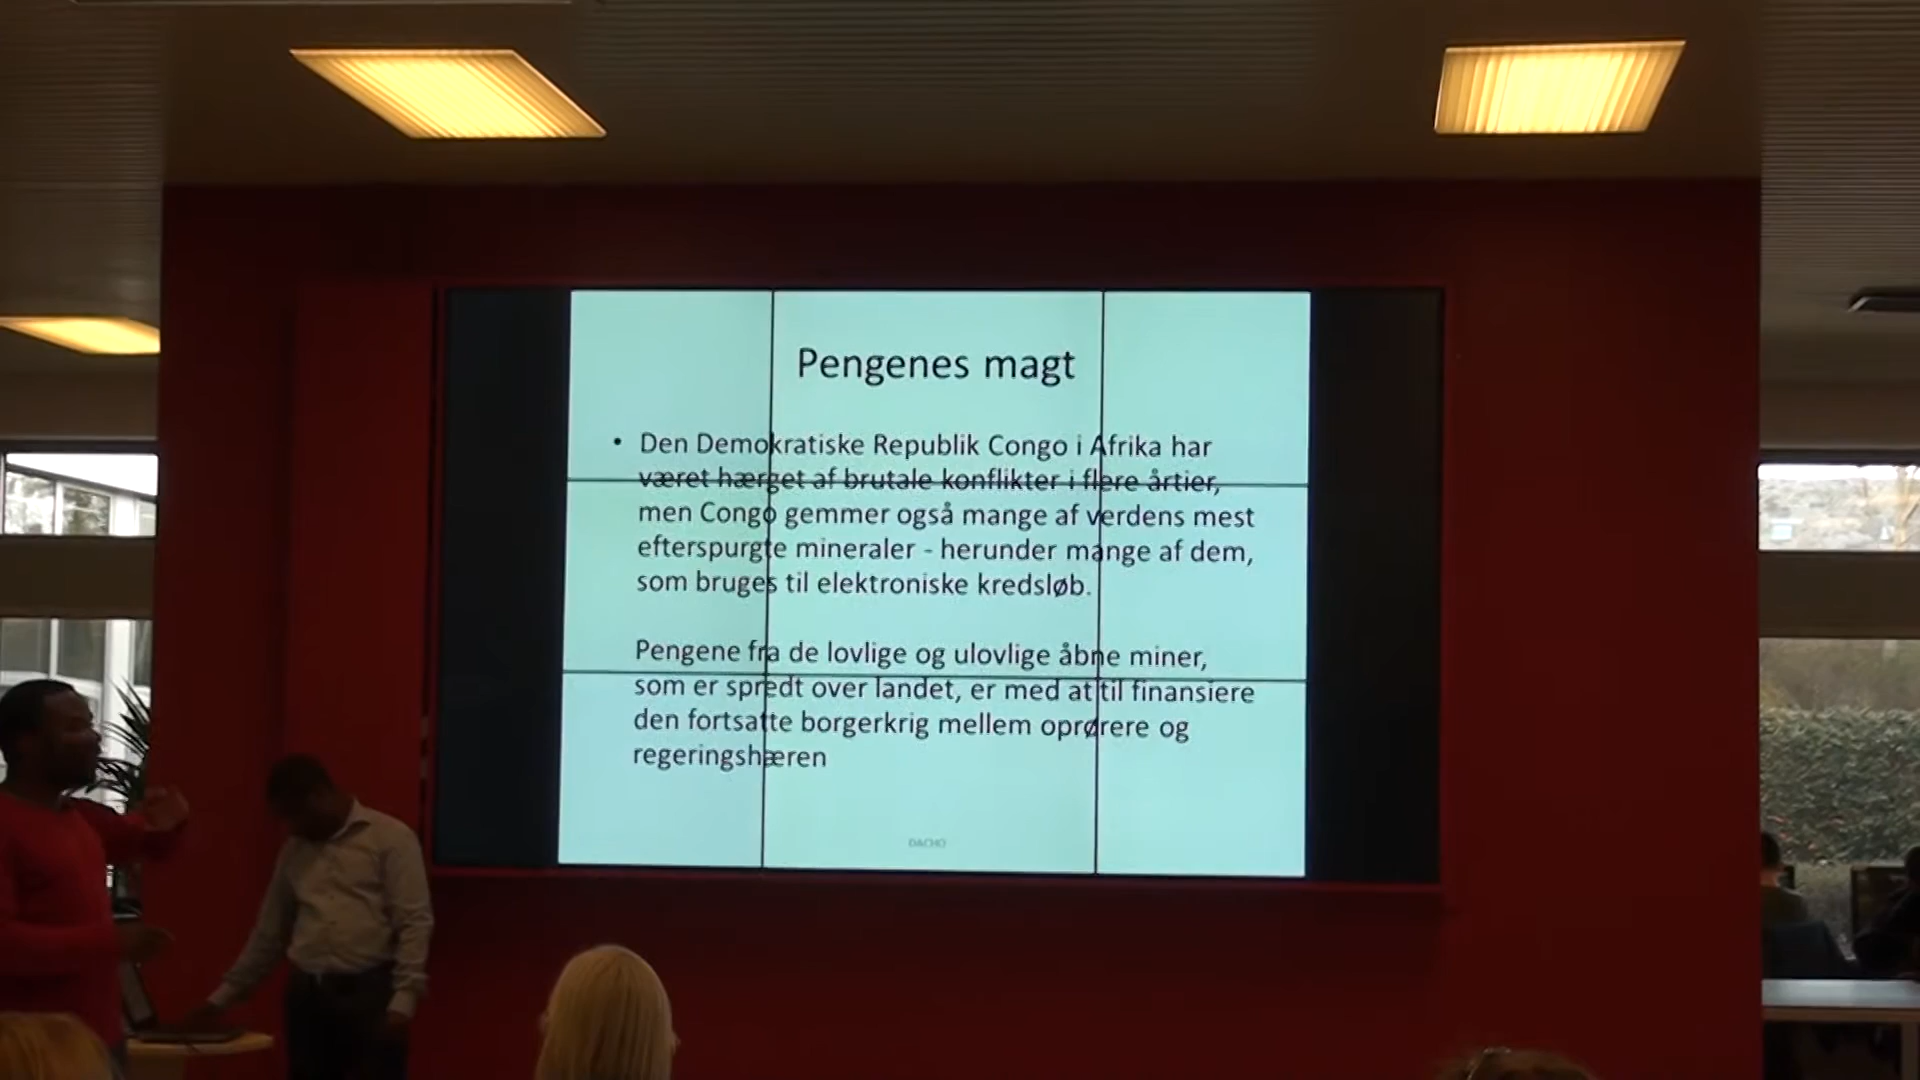 Pengenes magt
• Den Demokratiske Republik Congo i Afrika har
været hærget af brutale konflikter i flere årtier,
men Congo gemmer også mange af verdens mest
efterspurgte mineraler - herunder mange af dem,
som bruges til elektroniske kredsløb.
Pengene fra de lovlige og ulovlige åbne miner,
som er spredt over landet, er med at til finansiere
den fortsatte borgerkrig mellem oprørere og
regeringshæren
DACHO